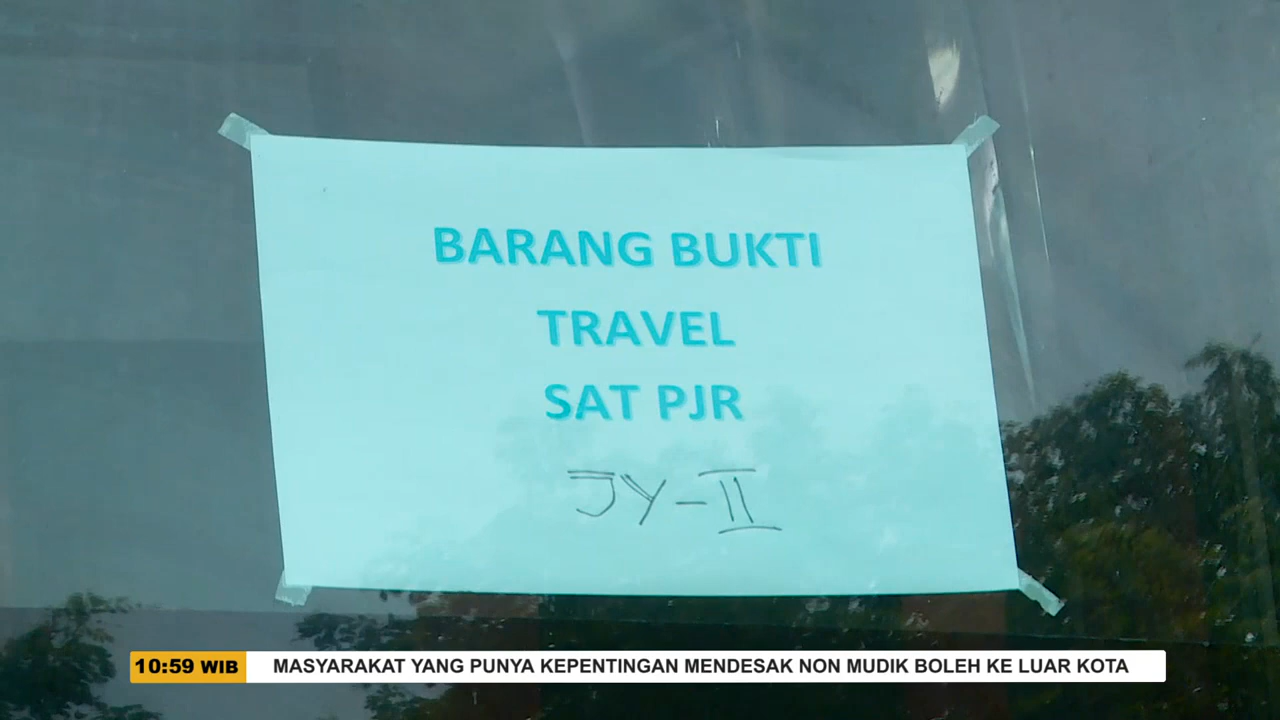 BARANG BUKTI
TRAVEL
SAT PJR
JY-II
10:59 WIB MASYARAKAT YANG PUNYA KEPENTINGAN MENDESAK NON MUDIK BOLEH KE LUAR KOTA